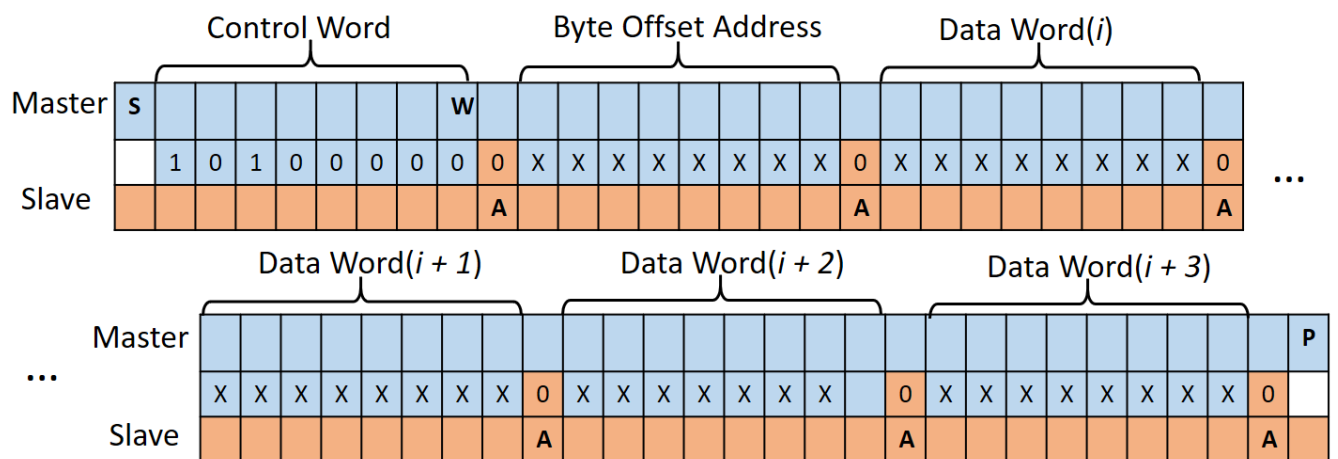 Control Word Byte Offset Address Data Word(i)
Master S W
1 0 1 0 0 0 0 0 0 X X X X X X X X 0 X X X X X X X X 0
Slave A A A ...
Data Word(i + 1) Data Word(i + 2) Data Word(i + 3)
Master P
... X X X X X X X X 0 X X X X X X X 0 X X X X X X X X 0
Slave A A A